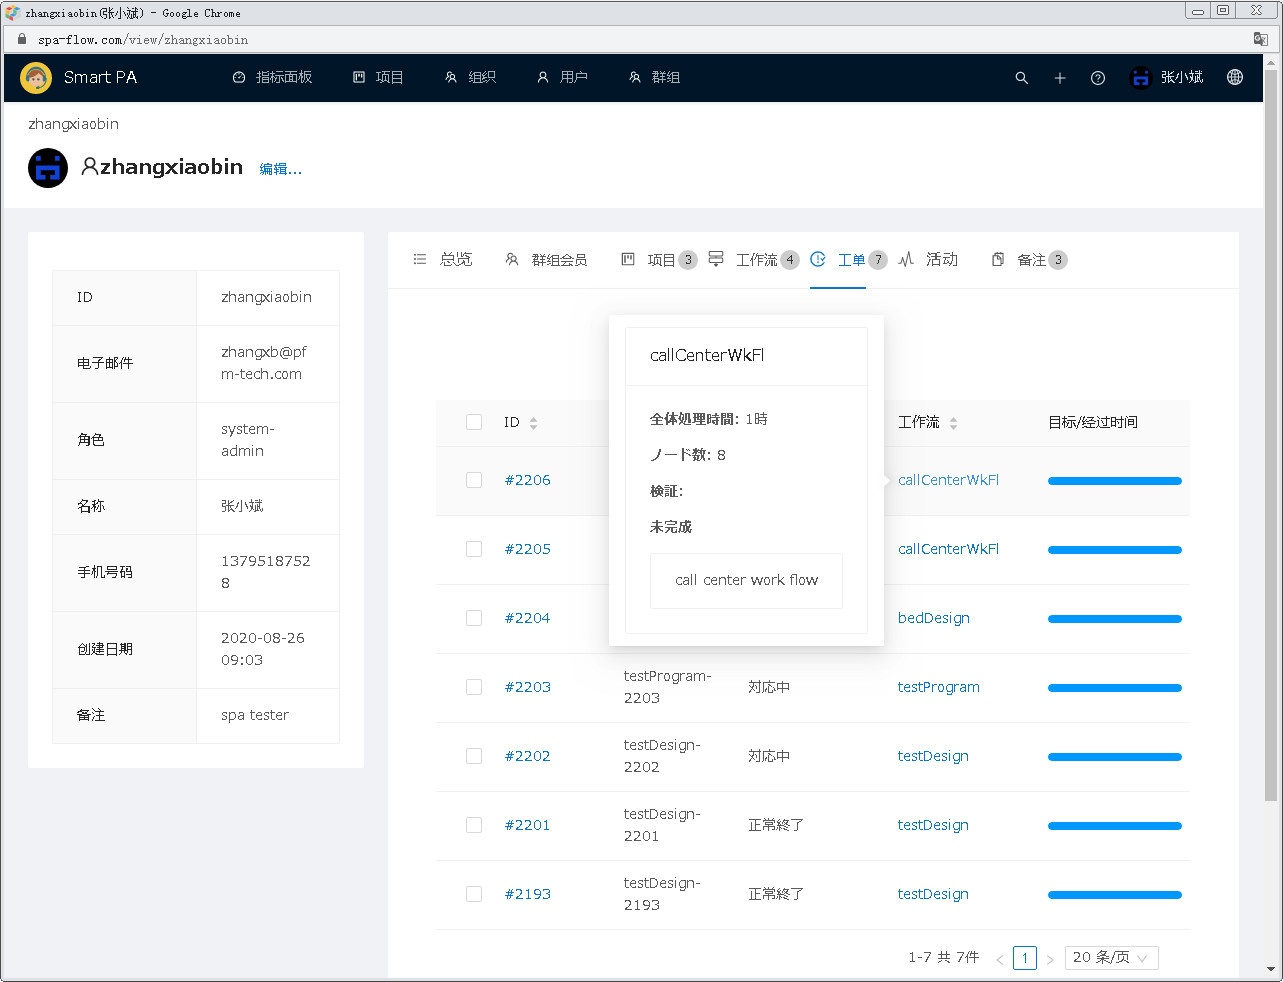 zhangxiaobin(张小斌) - Google Chrome
spa-flow.com/view/zhangxiaobin
Smart PA 指标面板 项目 组织 用户 群组 张小斌
zhangxiaobin
zhangxiaobin 编辑...
总览 群组会员 项目 3 工作流 4 工单 7 活动 备注 3
ID zhangxiaobin
电子邮件 zhangxb@pf
m-tech.com
角色 system-
admin
名称 张小斌
手机号码 1379518752
8
创建日期 2020-08-26
09:03
备注 spa tester
callCenterWkFl
全体処理時間: 1時
ノード数: 8
検証:
未完成
call center work flow
ID 工作流 目标/经过时间
#2206 callCenterWkFl
#2205 callCenterWkFl
#2204 bedDesign
#2203 testProgram-
2203 対応中 testProgram
#2202 testDesign-
2202 対応中 testDesign
#2201 testDesign-
2201 正常終了 testDesign
#2193 testDesign-
2193 正常終了 testDesign
1-7 共 7件 < 1 > 20 条/页